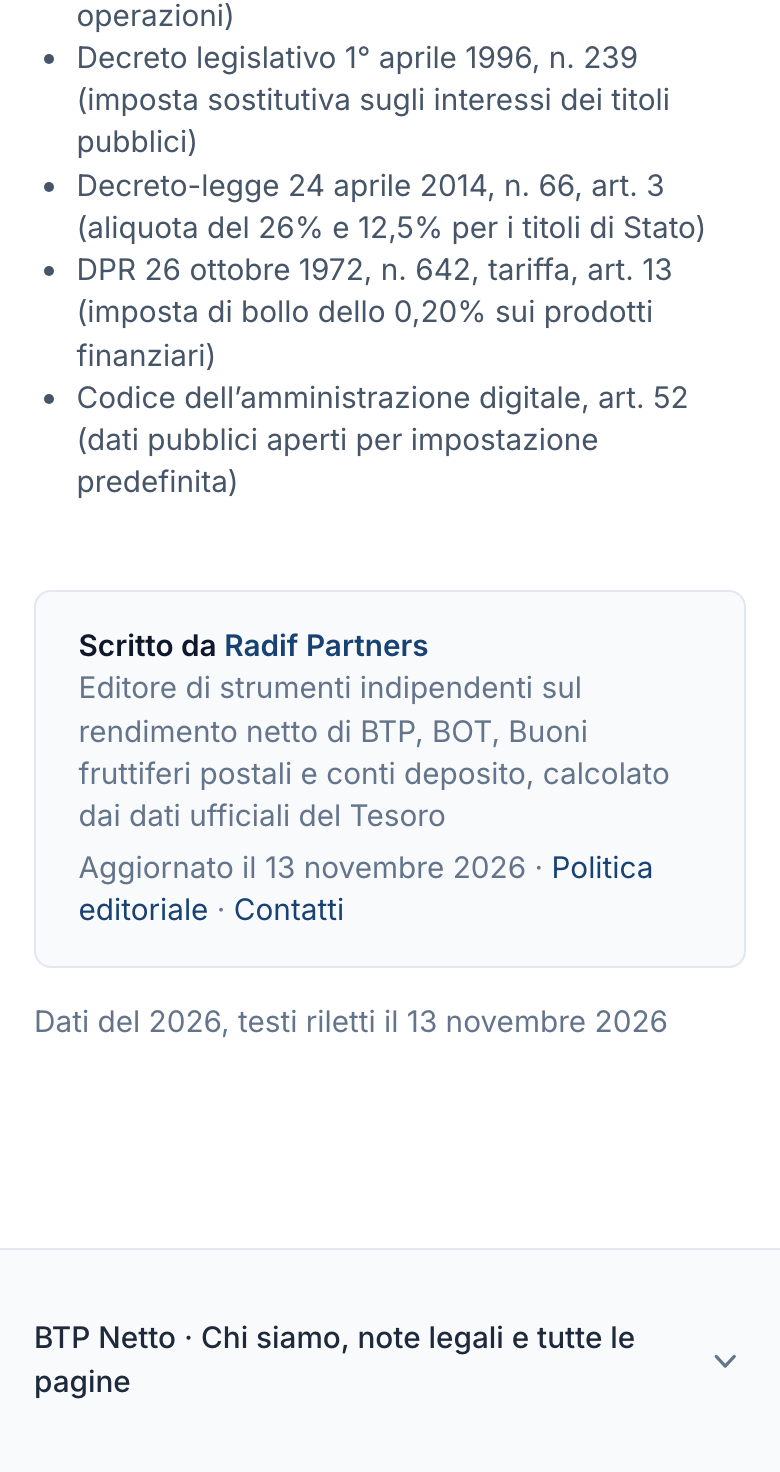 operazioni)
• Decreto legislativo 1° aprile 1996, n. 239
(imposta sostitutiva sugli interessi dei titoli
pubblici)
• Decreto-legge 24 aprile 2014, n. 66, art. 3
(aliquota del 26% e 12,5% per i titoli di Stato)
• DPR 26 ottobre 1972, n. 642, tariffa, art. 13
(imposta di bollo dello 0,20% sui prodotti
finanziari)
• Codice dell’amministrazione digitale, art. 52
(dati pubblici aperti per impostazione
predefinita)
Scritto da Radif Partners
Editore di strumenti indipendenti sul
rendimento netto di BTP, BOT, Buoni
fruttiferi postali e conti deposito, calcolato
dai dati ufficiali del Tesoro
Aggiornato il 13 novembre 2026 · Politica
editoriale · Contatti
Dati del 2026, testi riletti il 13 novembre 2026
BTP Netto · Chi siamo, note legali e tutte le
pagine